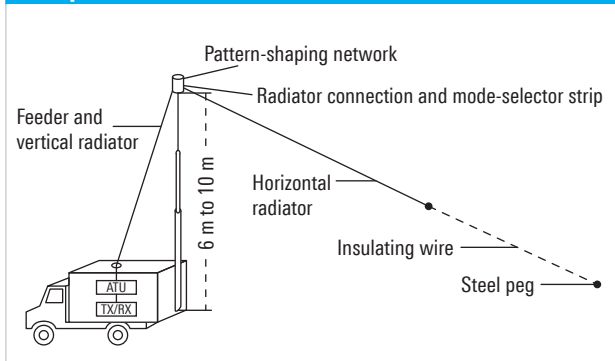 Pattern-shaping network
Radiator connection and mode-selector strip
Feeder and
vertical radiator
6 m to 10 m
Horizontal
radiator
Insulating wire
Steel peg
ATU
TX/RX